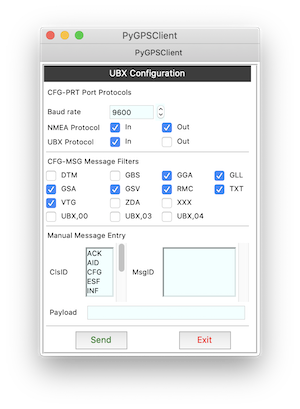 PyGPSClient
PyGPSClient
UBX Configuration
CFG-PRT Port Protocols
Baud rate 9600
NMEA Protocol In Out
UBX Protocol In Out
CFG-MSG Message Filters
DTM GBS GGA GLL
GSA GSV RMC TXT
VTG ZDA XXX
UBX,00 UBX,03 UBX,04
Manual Message Entry
ACK
AID
ClsID CFG MsgID
ESF
INF
Payload
Send Exit